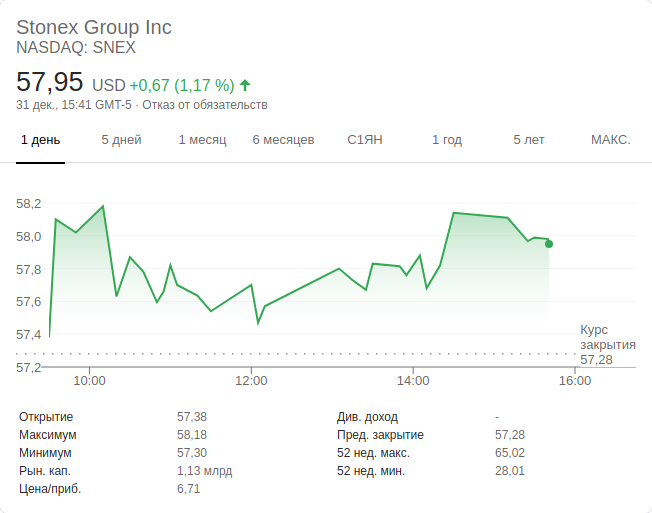 Stonex Group Inc
NASDAQ: SNEX
57,95 USD +0,67 (1,17 %)
31 дек., 15:41 GMT-5 · Отказ от обязательств
1 день 5 дней 1 месяц 6 месяцев С1ЯН 1 год 5 лет МАКС.
58,2
58,0
57,8
57,6
57,4
57,2
Курс
закрытия
57,28
10:00 12:00 14:00 16:00
Открытие 57,38
Максимум 58,18
Минимум 57,30
Рын. кап. 1,13 млрд
Цена/приб. 6,71
Див. доход -
Пред. закрытие 57,28
52 нед. макс. 65,02
52 нед. мин. 28,01